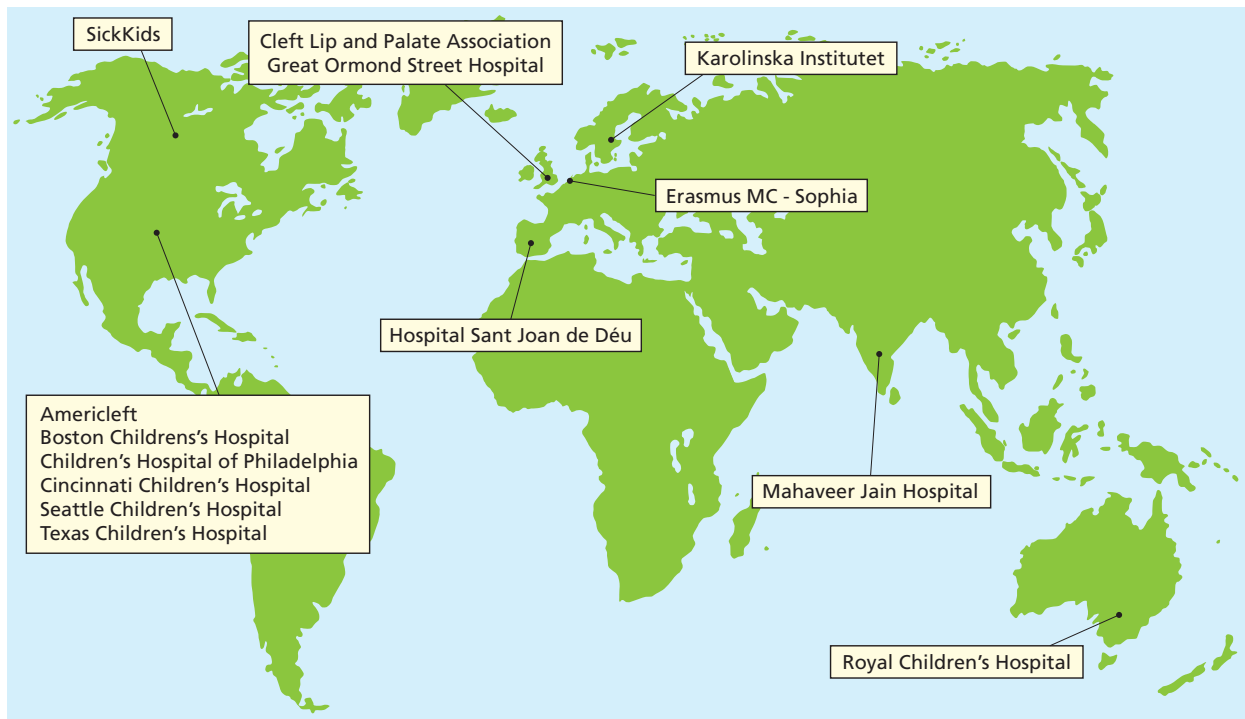 SickKids
Cleft Lip and Palate Association
Great Ormond Street Hospital
Karolinska Institutet
Erasmus MC - Sophia
Hospital Sant Joan de Déu
Americleft
Boston Childrens's Hospital
Children's Hospital of Philadelphia
Cincinnati Children's Hospital
Seattle Children's Hospital
Texas Children's Hospital
Mahaveer Jain Hospital
Royal Children's Hospital